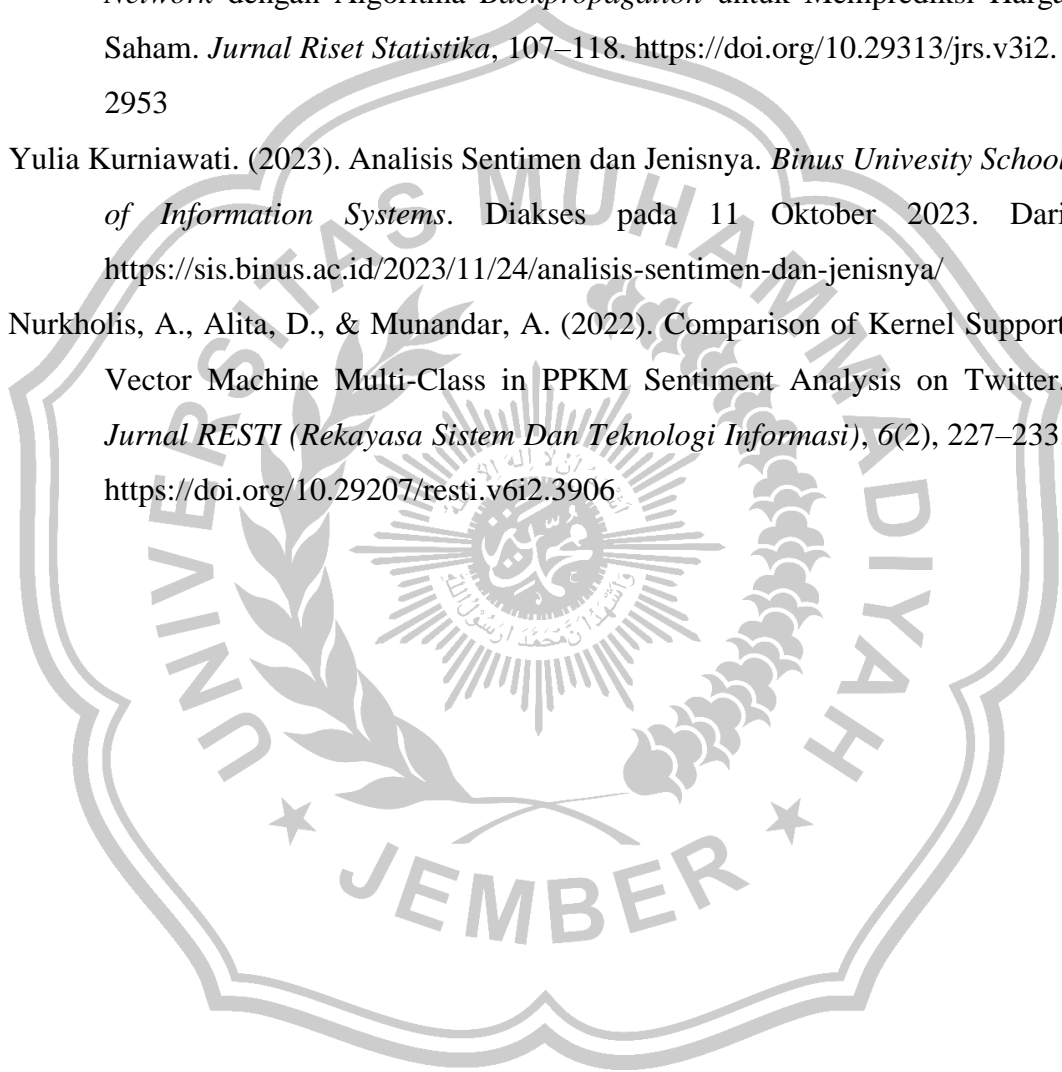 Network dengan Algoritma Backpropagation untuk Memprediksi Harga
Saham. Jurnal Riset Statistika, 107–118. https://doi.org/10.29313/jrs.v3i2.
2953
Yulia Kurniawati. (2023). Analisis Sentimen dan Jenisnya. Binus Univesity School
of Information Systems. Diakses pada 11 Oktober 2023. Dari
https://sis.binus.ac.id/2023/11/24/analisis-sentimen-dan-jenisnya/
Nurkholis, A., Alita, D., & Munandar, A. (2022). Comparison of Kernel Support
Vector Machine Multi-Class in PPKM Sentiment Analysis on Twitter.
Jurnal RESTI (Rekayasa Sistem Dan Teknologi Informasi), 6(2), 227–233
https://doi.org/10.29207/resti.v6i2.3906
UNIVERSITAS MUHAMMADIYAH
JEMBER